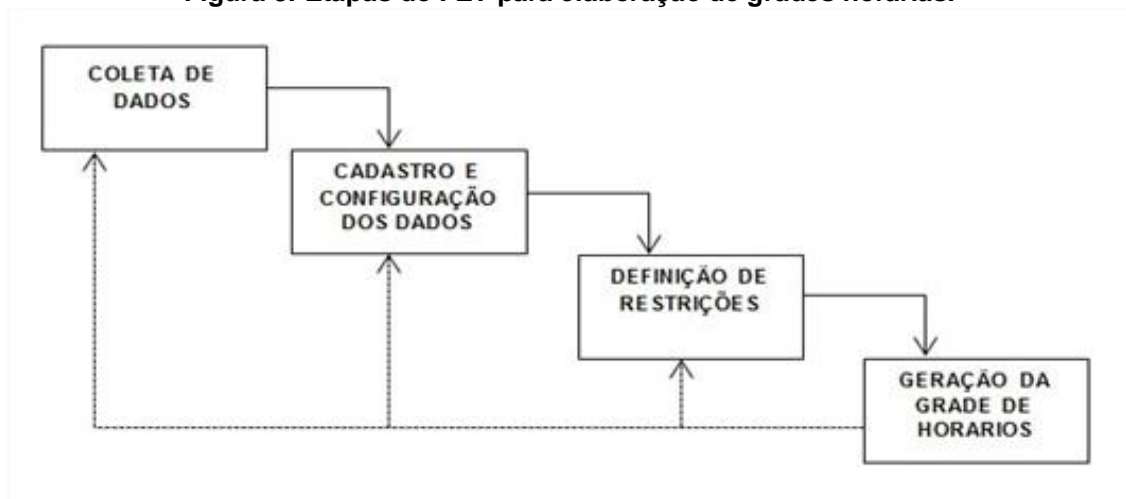 COLETA DE
DADOS
CADASTRO E
CONFIGURAÇÃO
DOS DADOS
DEFINIÇÃO DE
RESTRIÇÕES
GERAÇÃO DA
GRADE DE
HORARIOS